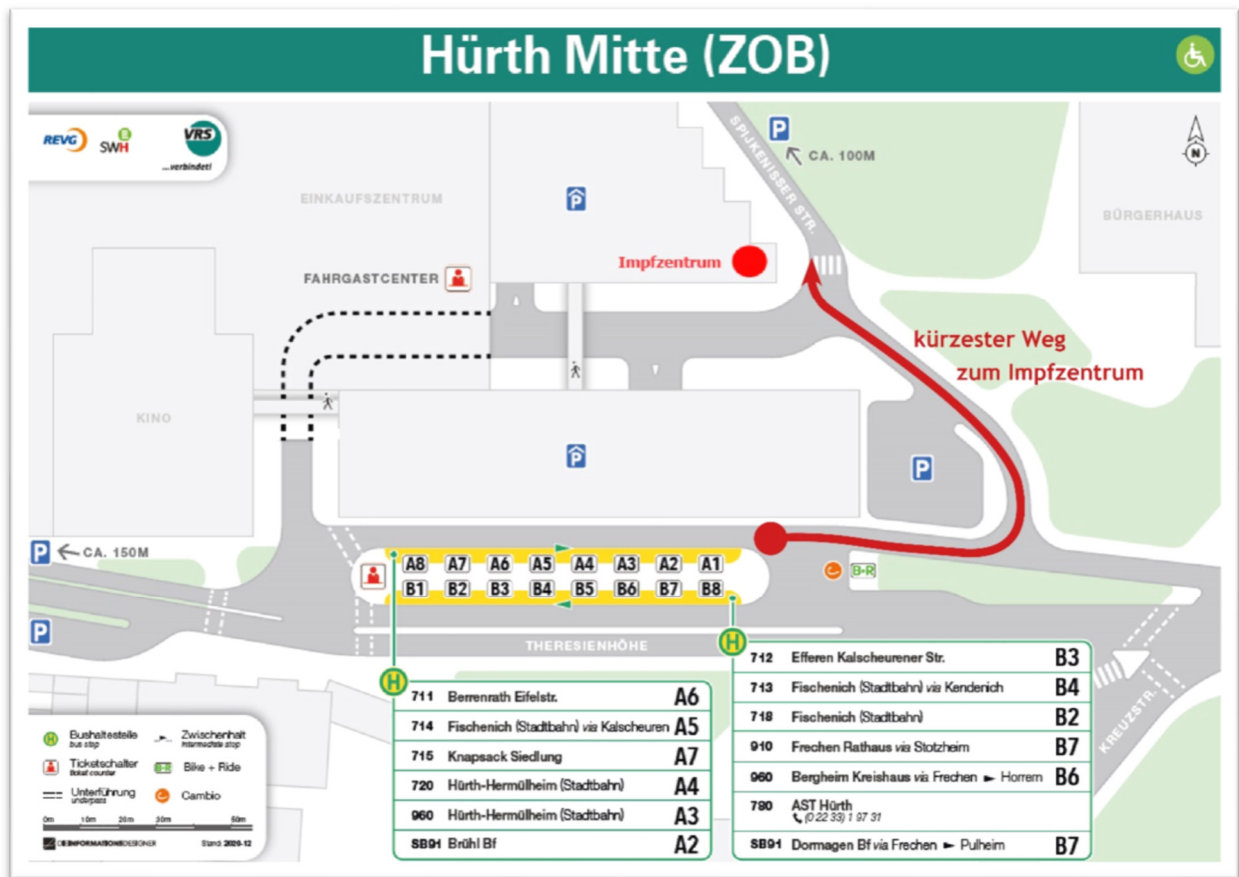 Hürth Mitte (ZOB)
REVG
SWH
VRS
...verbindet!
SPIJKENISSER STR.
P
CA. 100M
N
EINKAUFSZENTRUM
P
BÜRGERHAUS
Impfzentrum
FAHRGASTCENTER
kürzester Weg
zum Impfzentrum
KINO
P
P
P
CA. 150M
A8 A7 A6 A5 A4 A3 A2 A1
B1 B2 B3 B4 B5 B6 B7 B8
B+R
P
THERESIENHÖHE
KREUZSTR.
H
711 Berrenrath Eifelstr. A6
714 Fischenich (Stadtbahn) via Kalscheuren A5
715 Knapsack Siedlung A7
720 Hürth-Hermülheim (Stadtbahn) A4
960 Hürth-Hermülheim (Stadtbahn) A3
SB91 Brühl Bf A2
H
712 Efferen Kalscheurener Str. B3
713 Fischenich (Stadtbahn) via Kendenich B4
718 Fischenich (Stadtbahn) B2
910 Frechen Rathaus via Stotzheim B7
960 Bergheim Kreishaus via Frechen ► Horrem B6
780 AST Hürth
(0 22 33) 1 97 31
SB91 Dormagen Bf via Frechen ► Pulheim B7
H Bushaltestelle
bus stop
Zwischenhalt
intermediate stop
Ticketschalter
ticket counter
B+R Bike + Ride
Unterführung
underpass
Cambio
0m 10m 20m 30m 50m
DIEINFORMATIONSDESIGNER
Stand: 2020-12